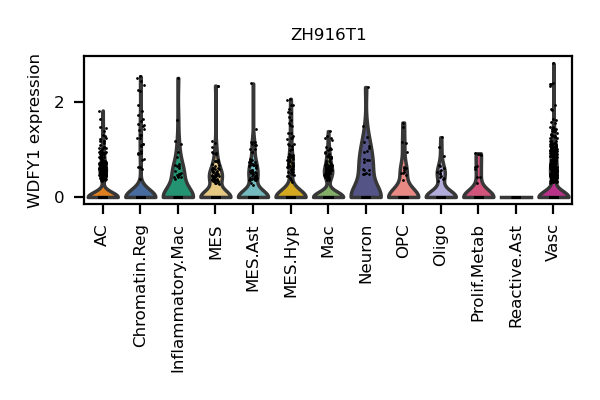 ZH916T1
WDFY1 expression
2
0
AC
Chromatin.Reg
Inflammatory.Mac
MES
MES.Ast
MES.Hyp
Mac
Neuron
OPC
Oligo
Prolif.Metab
Reactive.Ast
Vasc